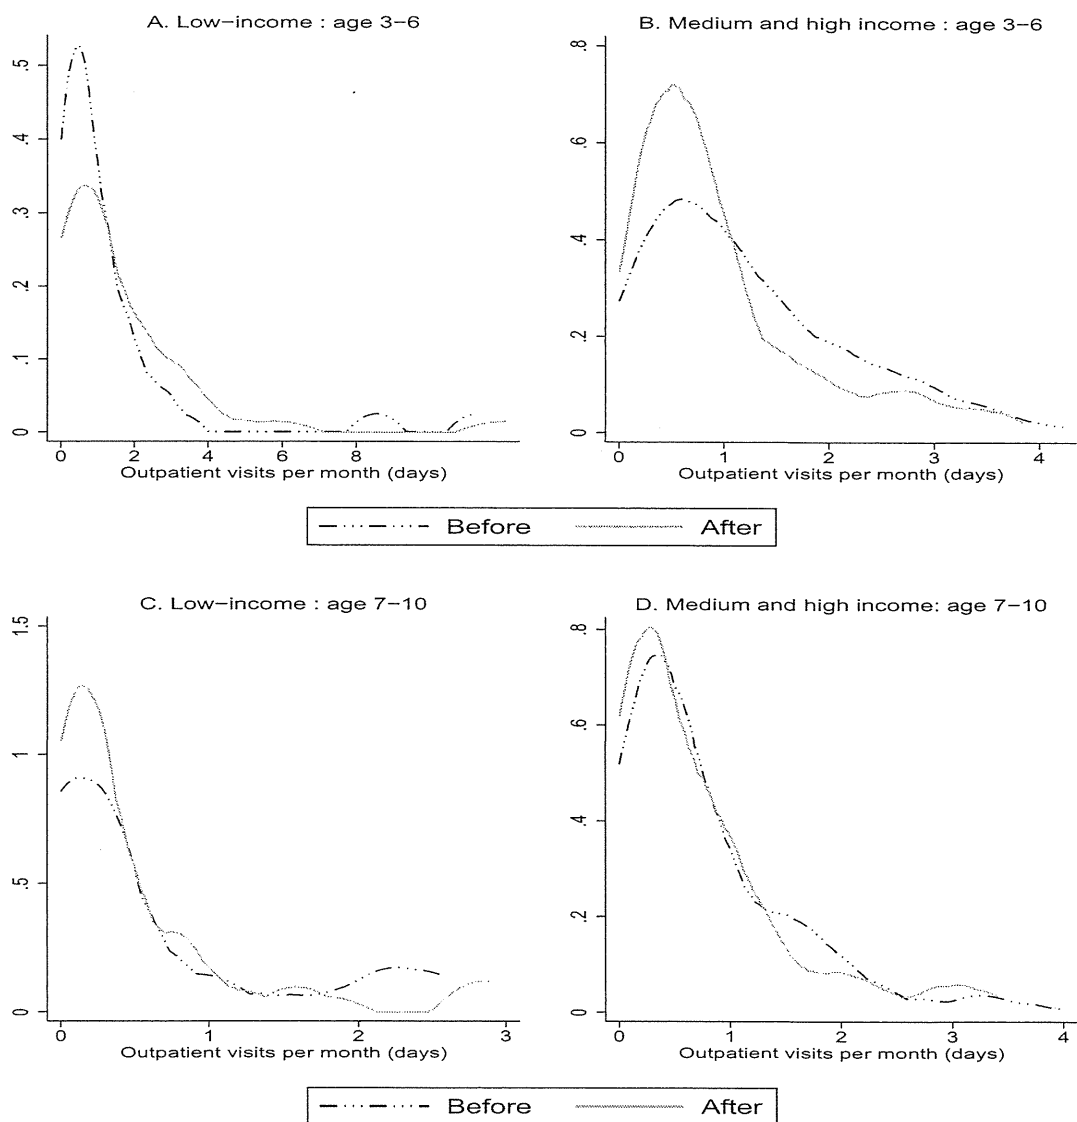 A. Low-income : age 3-6
.5
.4
.3
.2
.1
0
0 2 4 6 8
Outpatient visits per month (days)
B. Medium and high income : age 3-6
.8
.6
.4
.2
0
0 1 2 3 4
Outpatient visits per month (days)
Before After
C. Low-income : age 7-10
1.5
1
.5
0
0 1 2 3
Outpatient visits per month (days)
D. Medium and high income: age 7-10
.8
.6
.4
.2
0
0 1 2 3 4
Outpatient visits per month (days)
Before After